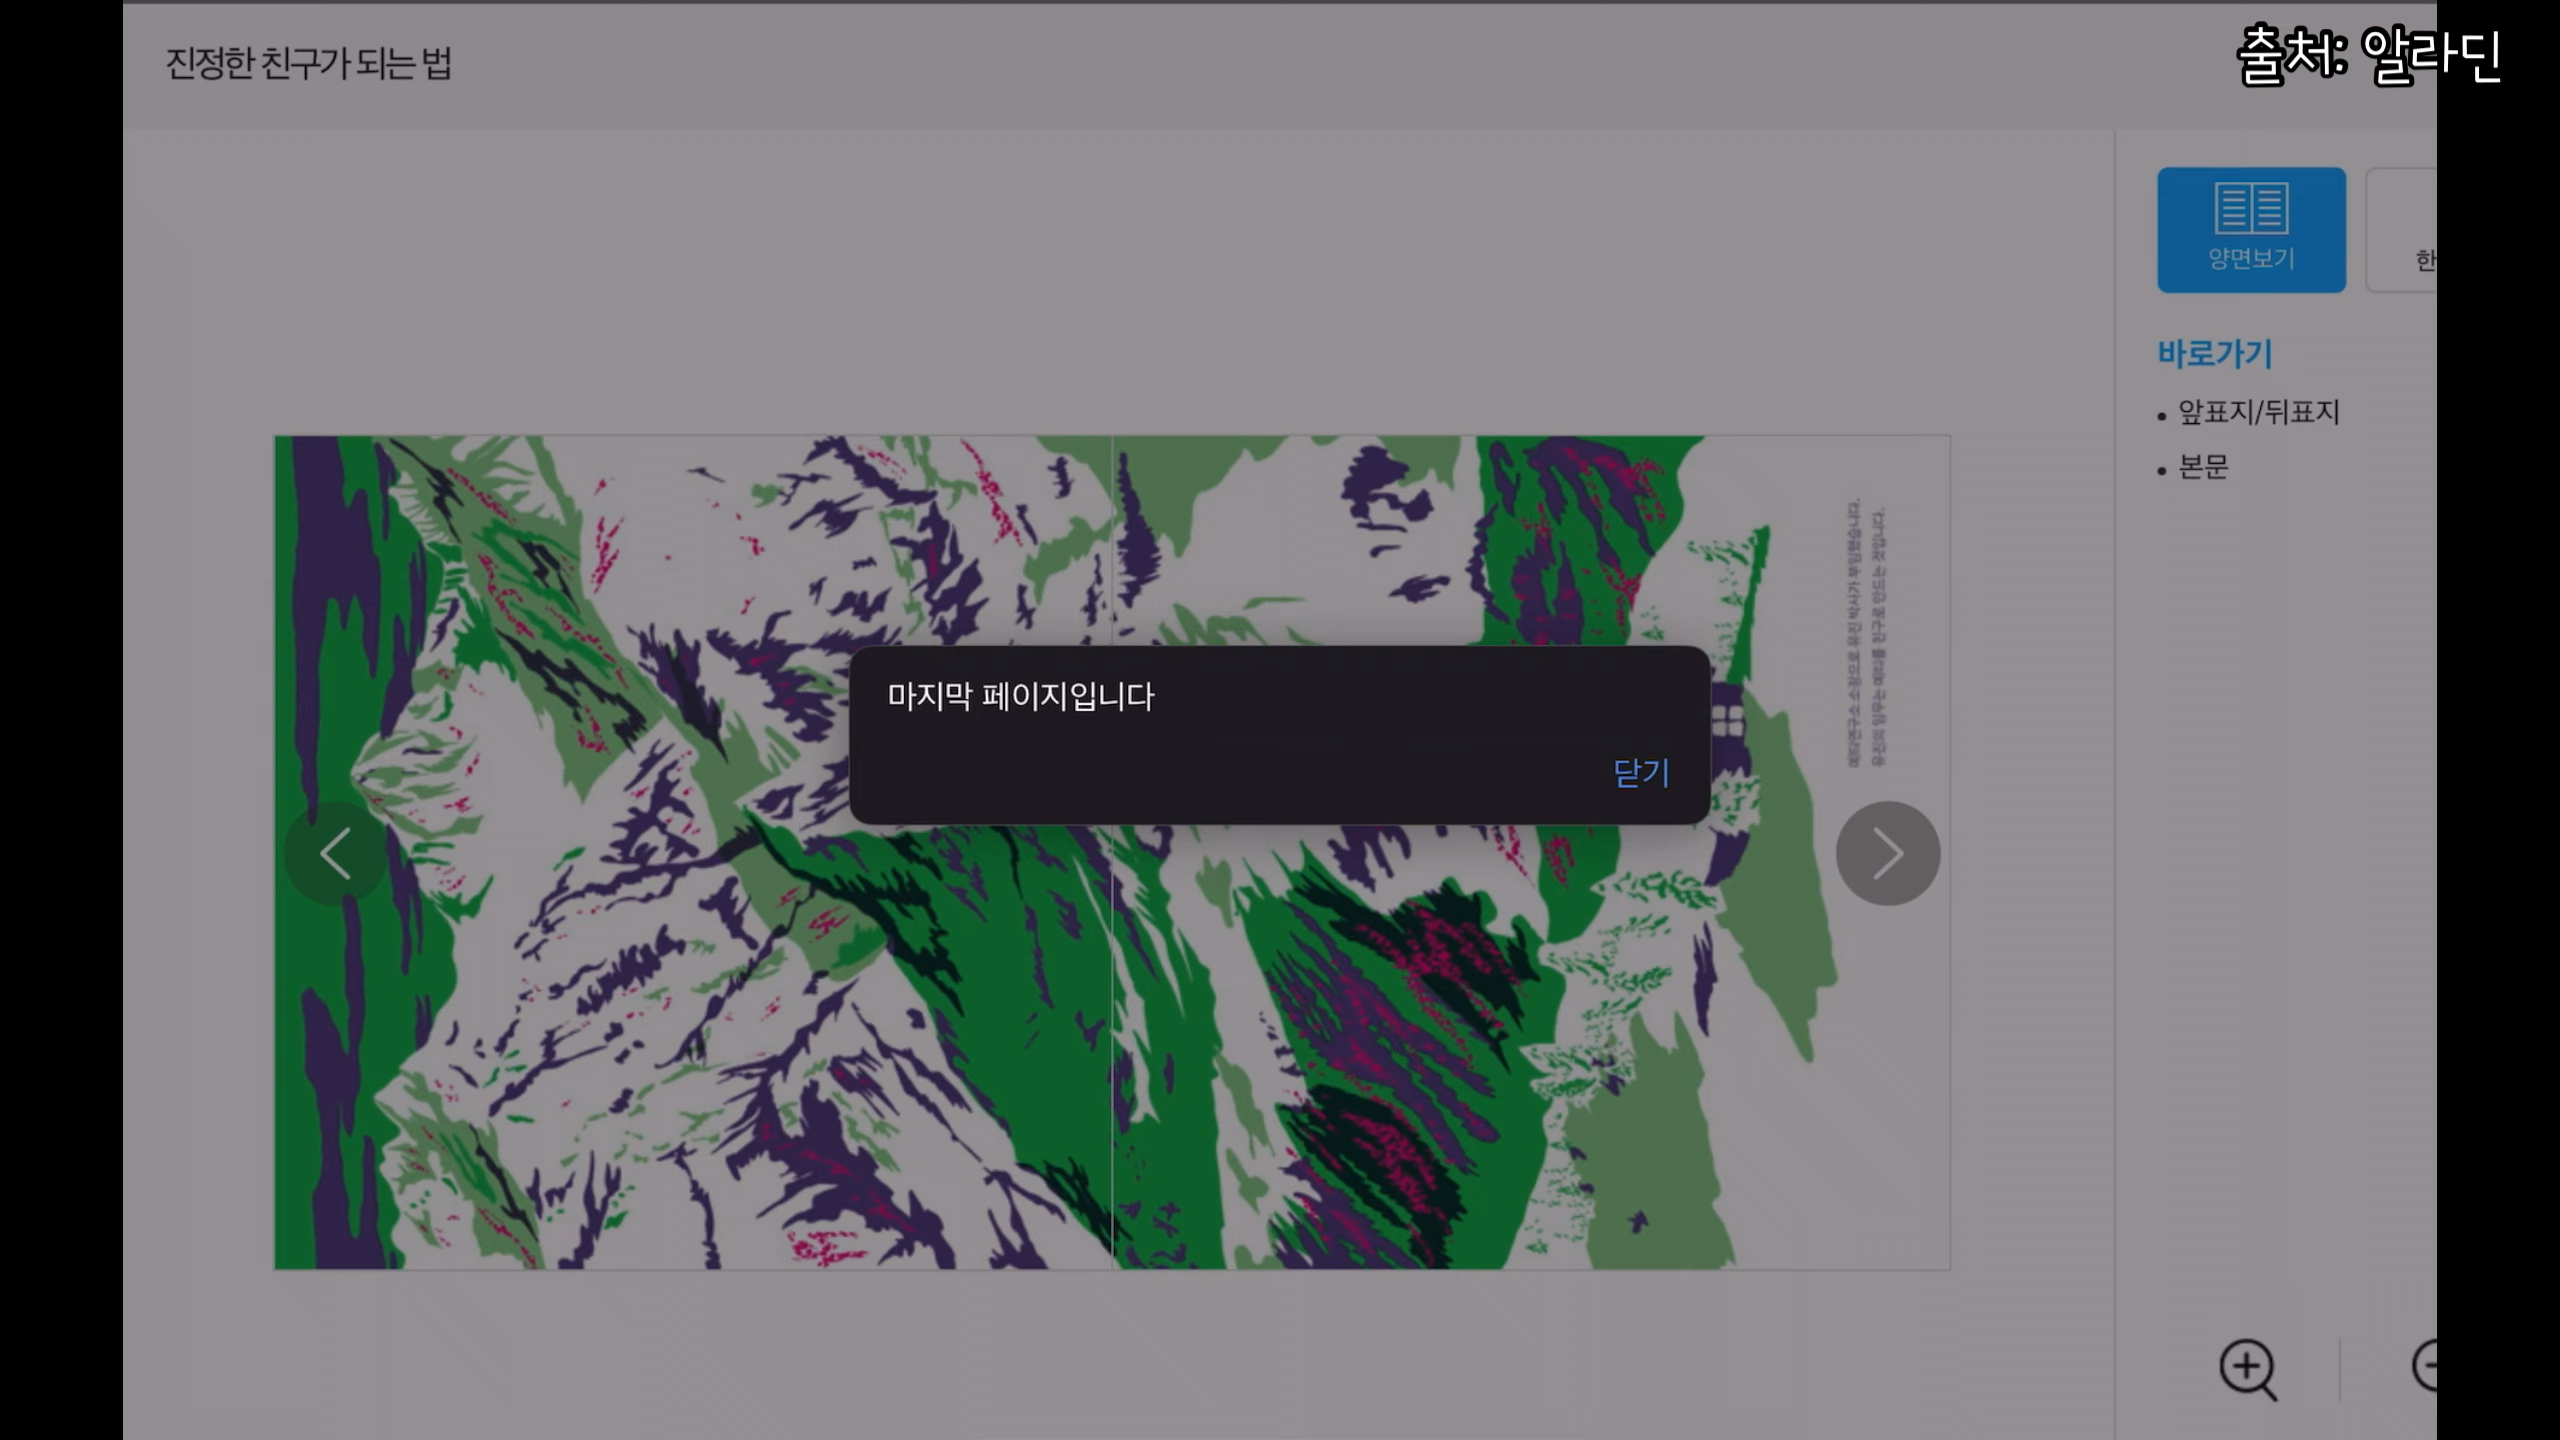 진정한 친구가 되는 법
출처: 알라딘
양면보기
한
바로가기
앞표지/뒤표지
본문
마지막 페이지입니다
닫기